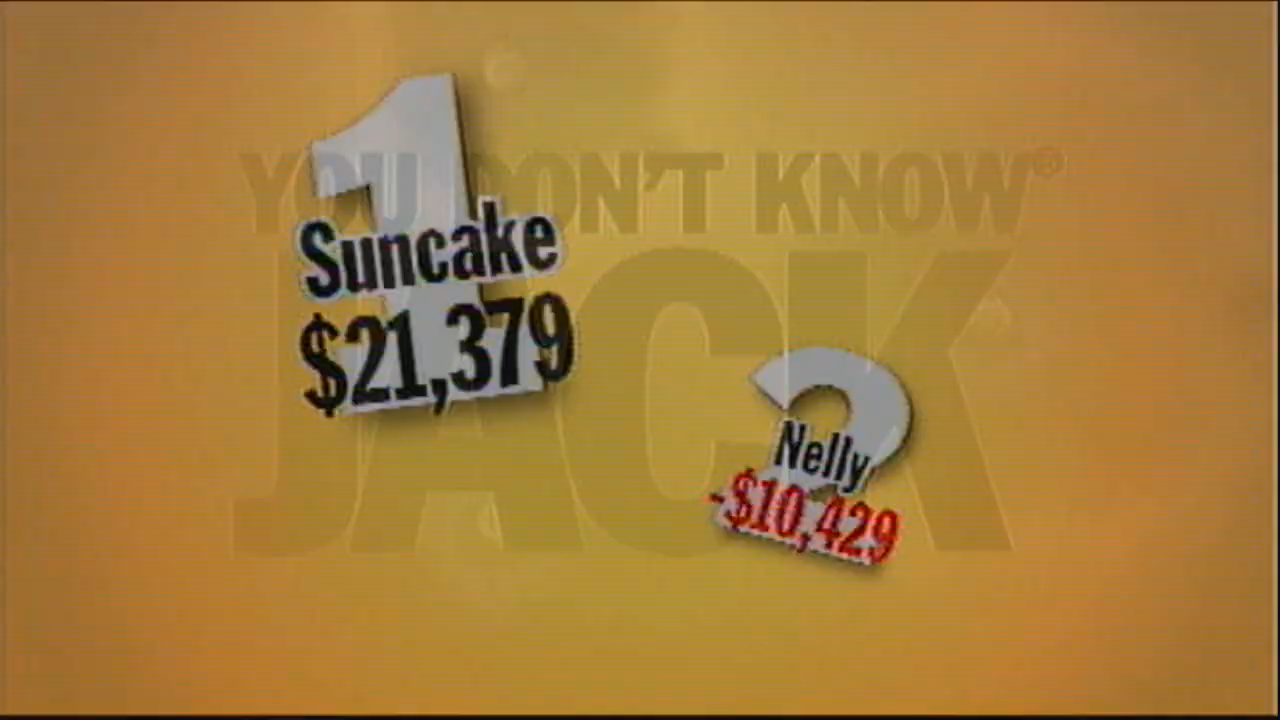 YOU DON'T KNOW®
JACK
1
Suncake
$21,379
2
Nelly
-$10,429